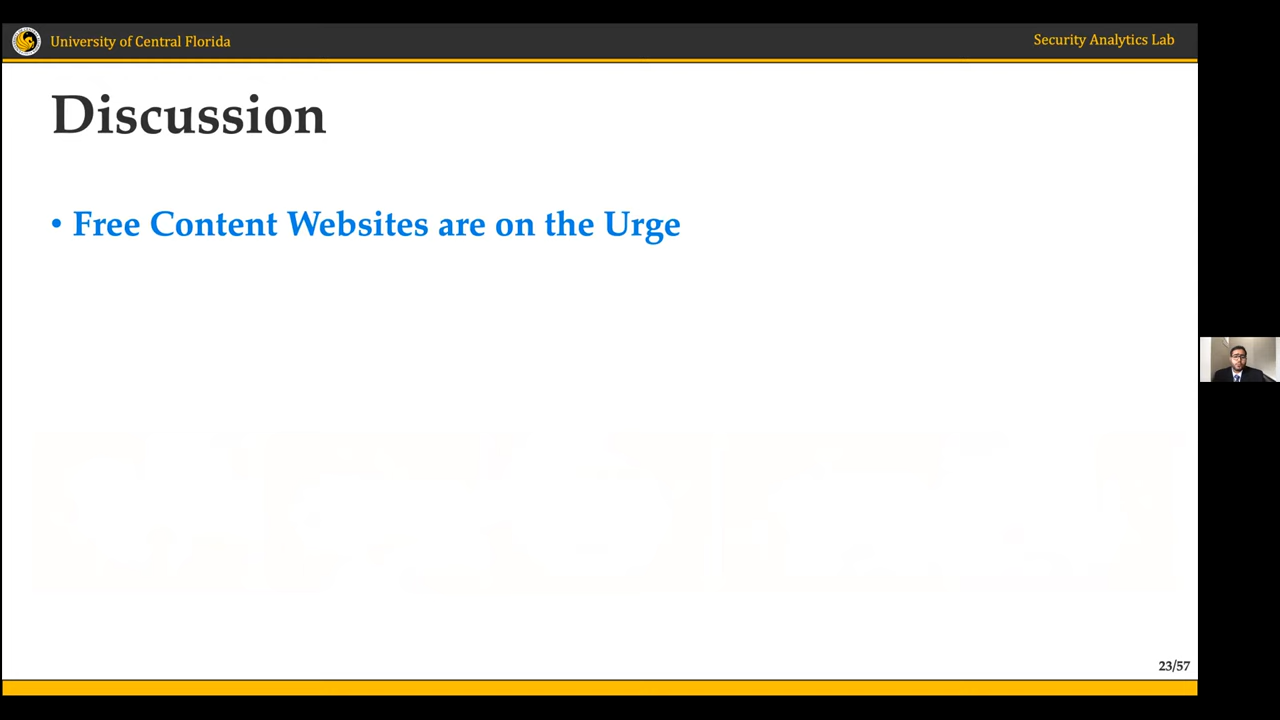 University of Central Florida
Security Analytics Lab
Discussion
• Free Content Websites are on the Urge
23/57